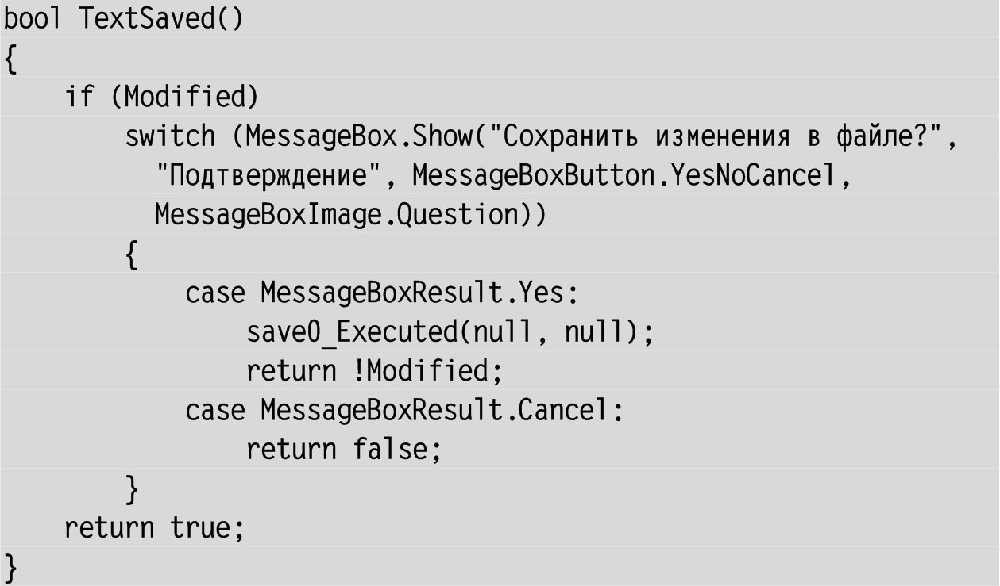 bool TextSaved()
{
    if (Modified)
        switch (MessageBox.Show("Сохранить изменения в файле?",
          "Подтверждение", MessageBoxButton.YesNoCancel,
          MessageBoxImage.Question))
        {
            case MessageBoxResult.Yes:
                save0_Executed(null, null);
                return !Modified;
            case MessageBoxResult.Cancel:
                return false;
        }
    return true;
}